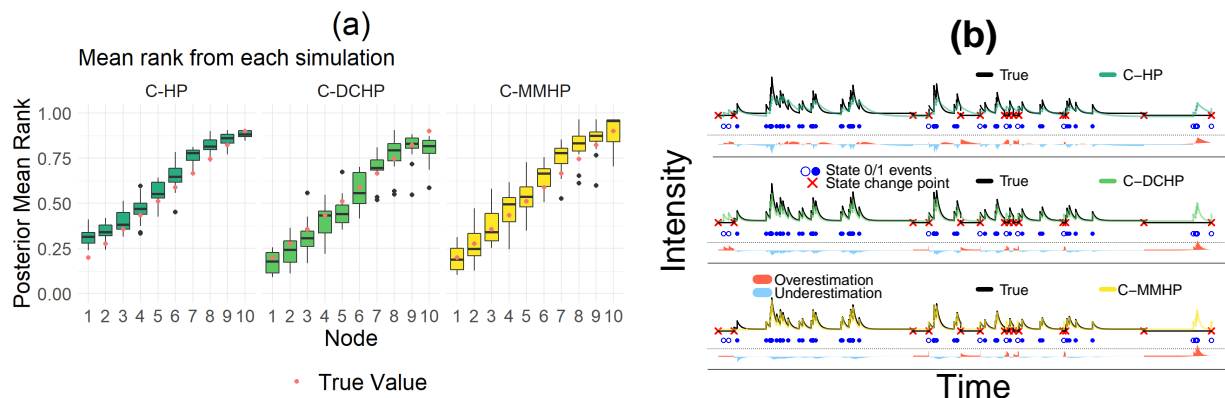 (a)
Mean rank from each simulation
C-HP
C-DCHP
C-MMHP
Posterior Mean Rank
1.00
0.75
0.50
0.25
0.00
1 2 3 4 5 6 7 8 9 10
1 2 3 4 5 6 7 8 9 10
1 2 3 4 5 6 7 8 9 10
Node
True Value
(b)
Intensity
True
C−HP
State 0/1 events
State change point
True
C−DCHP
Overestimation
Underestimation
True
C−MMHP
Time